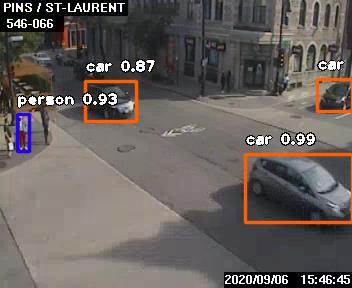 PINS / ST-LAURENT
546-066
car 0.87
car
person 0.93
car 0.99
2020/09/06 15:46:45